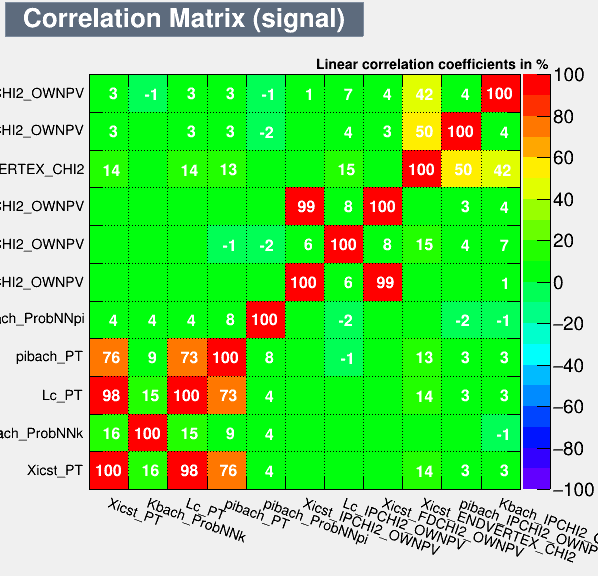 Correlation Matrix (signal)
Linear correlation coefficients in %
CHI2_OWNPV 3 -1 3 3 -1 1 7 4 42 4 100
CHI2_OWNPV 3 3 3 -2 4 3 50 100 4
VERTEX_CHI2 14 14 13 15 100 50 42
CHI2_OWNPV 99 8 100 3 4
CHI2_OWNPV -1 -2 6 100 8 15 4 7
CHI2_OWNPV 100 6 99 1
ach_ProbNNpi 4 4 4 8 100 -2 -2 -1
pibach_PT 76 9 73 100 8 -1 13 3 3
Lc_PT 98 15 100 73 4 14 3 3
ach_ProbNNk 16 100 15 9 4 -1
Xicst_PT 100 16 98 76 4 14 3 3
100
80
60
40
20
0
−20
−40
−60
−80
−100
Xicst_PT
Kbach_ProbNNk
Lc_PT
pibach_PT
pibach_ProbNNpi
Xicst_IPCHI2_OWNPV
Lc_IPCHI2_OWNPV
Xicst_FDCHI2_OWNPV
Xicst_ENDVERTEX_CHI2
pibach_IPCHI2_OWNP
Kbach_IPCHI2_O